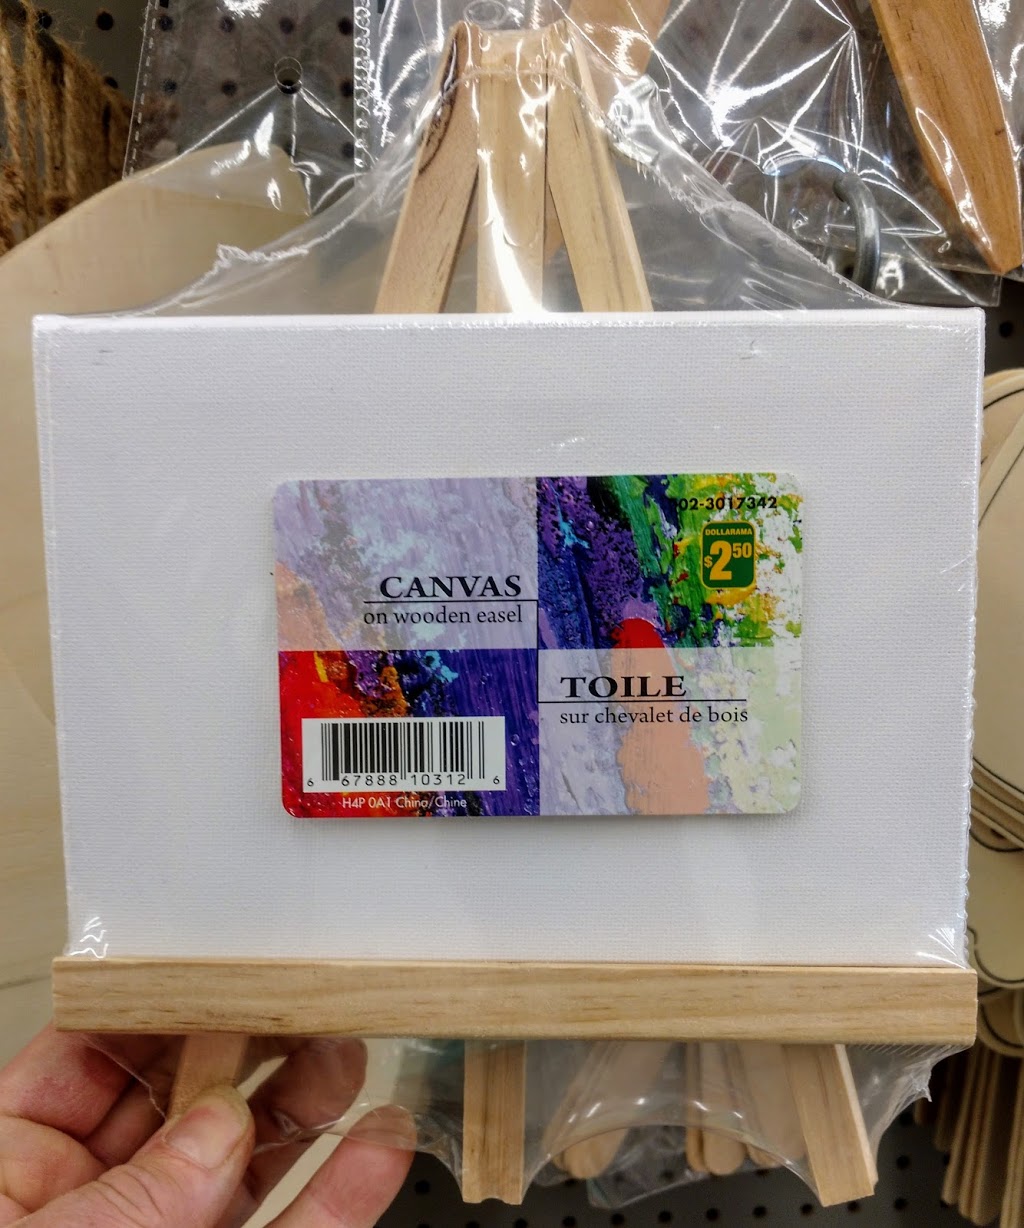 02-3017342
DOLLARAMA
$2.50
CANVAS
on wooden easel
TOILE
sur chevalet de bois
6 67888 10312 6
H4P 0A1 China/Chine